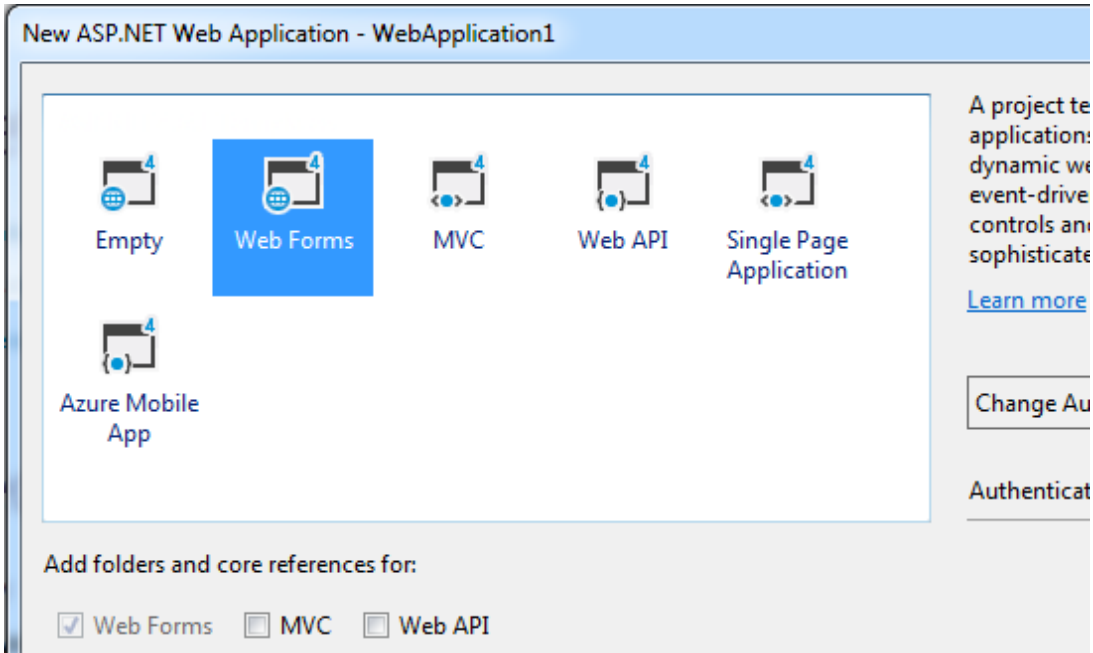 New ASP.NET Web Application - WebApplication1
4 4 4 4 4
Empty Web Forms MVC Web API Single Page
Application
4
Azure Mobile
App
A project te
applications
dynamic we
event-drive
controls and
sophisticate
Learn more
Change Au
Authenticat
Add folders and core references for:
Web Forms MVC Web API